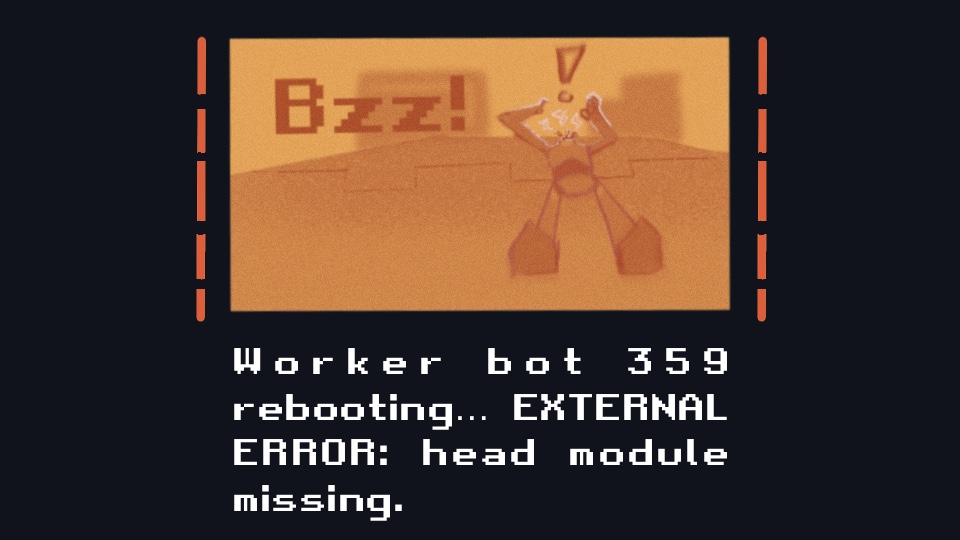 Bzz!
!
Worker bot 359
rebooting... EXTERNAL
ERROR: head module
missing.